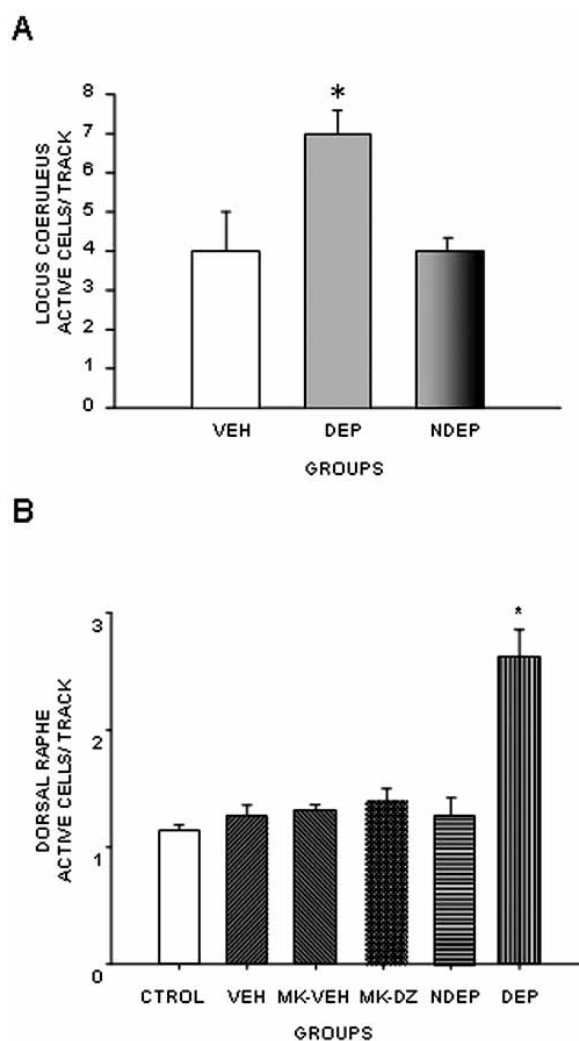 A
LOCUS COERULEUS
ACTIVE CELLS/ TRACK
8
7
6
5
4
3
2
1
0
*
VEH DEP NDEP
GROUPS
B
DORSAL RAPHE
ACTIVE CELLS/ TRACK
3
2
1
0
*
CTROL VEH MK-VEH MK-DZ NDEP DEP
GROUPS